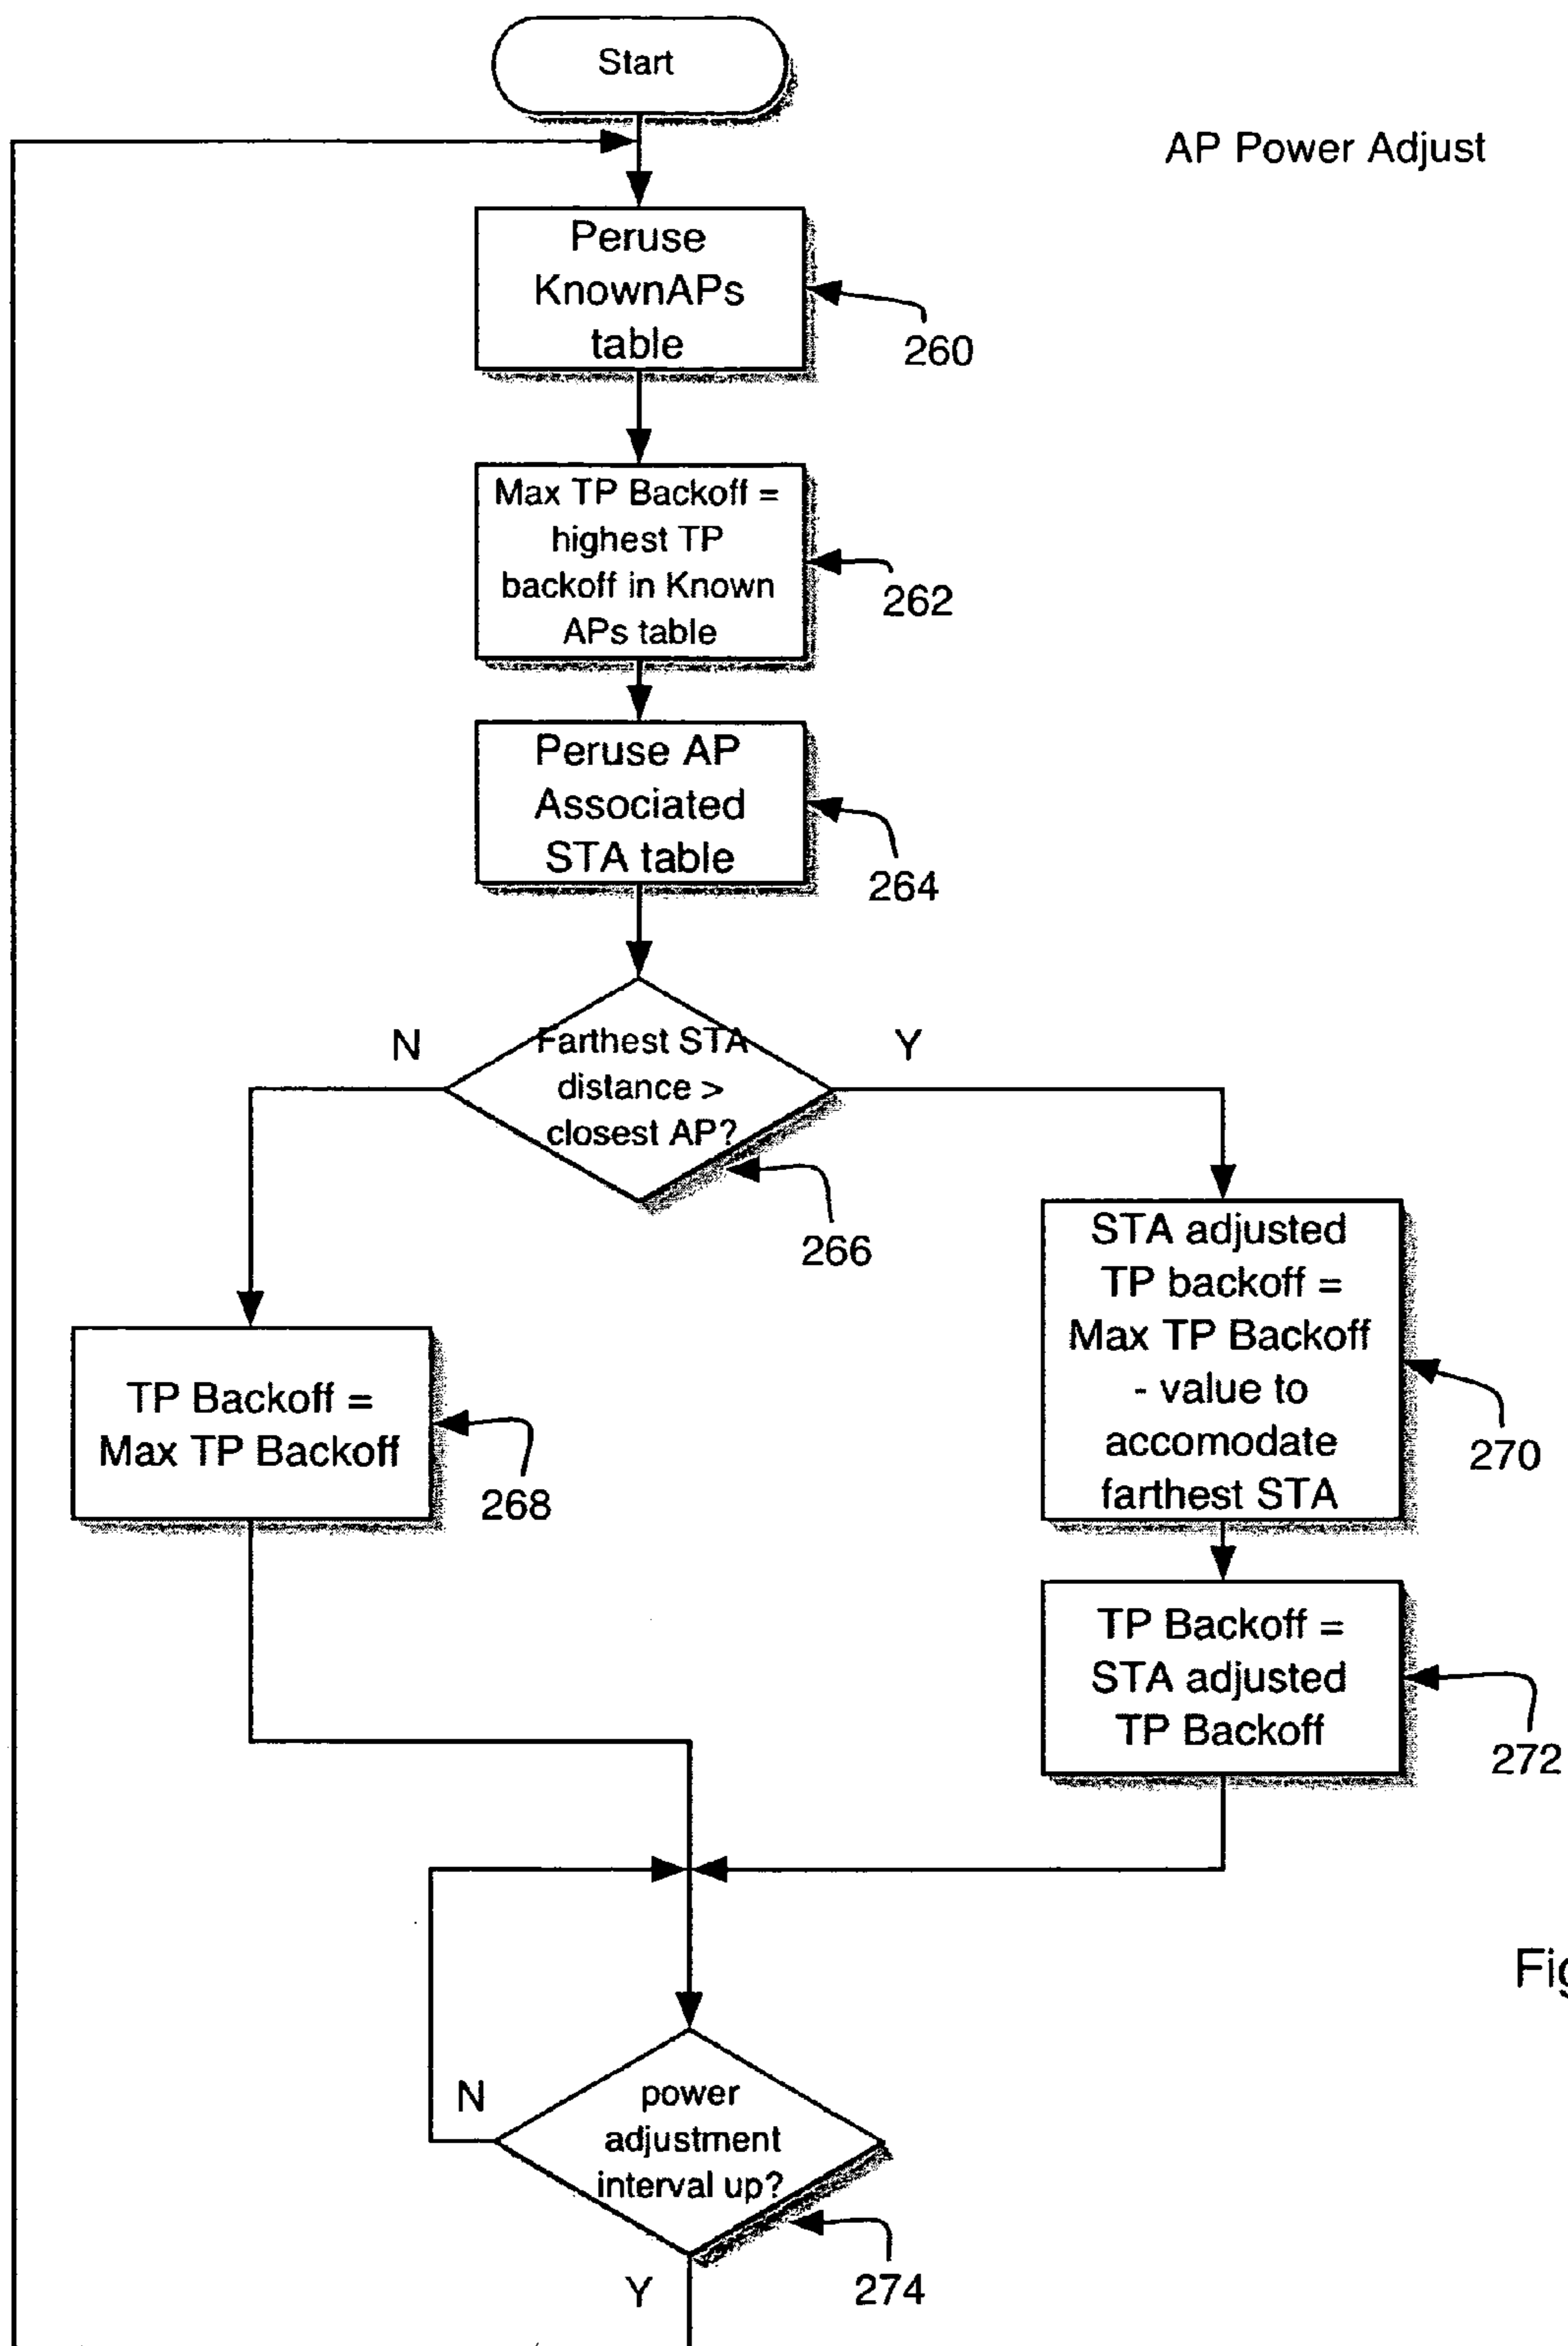 Start
AP Power Adjust
Peruse
KnownAPs
table
260
Max TP Backoff =
highest TP
backoff in Known
APs table
262
Peruse AP
Associated
STA table
264
N
Farthest STA
distance >
closest AP?
Y
266
STA adjusted
TP backoff =
Max TP Backoff
- value to
accomodate
farthest STA
270
TP Backoff =
Max TP Backoff
268
TP Backoff =
STA adjusted
TP Backoff
272
N
power
adjustment
interval up?
Y
274